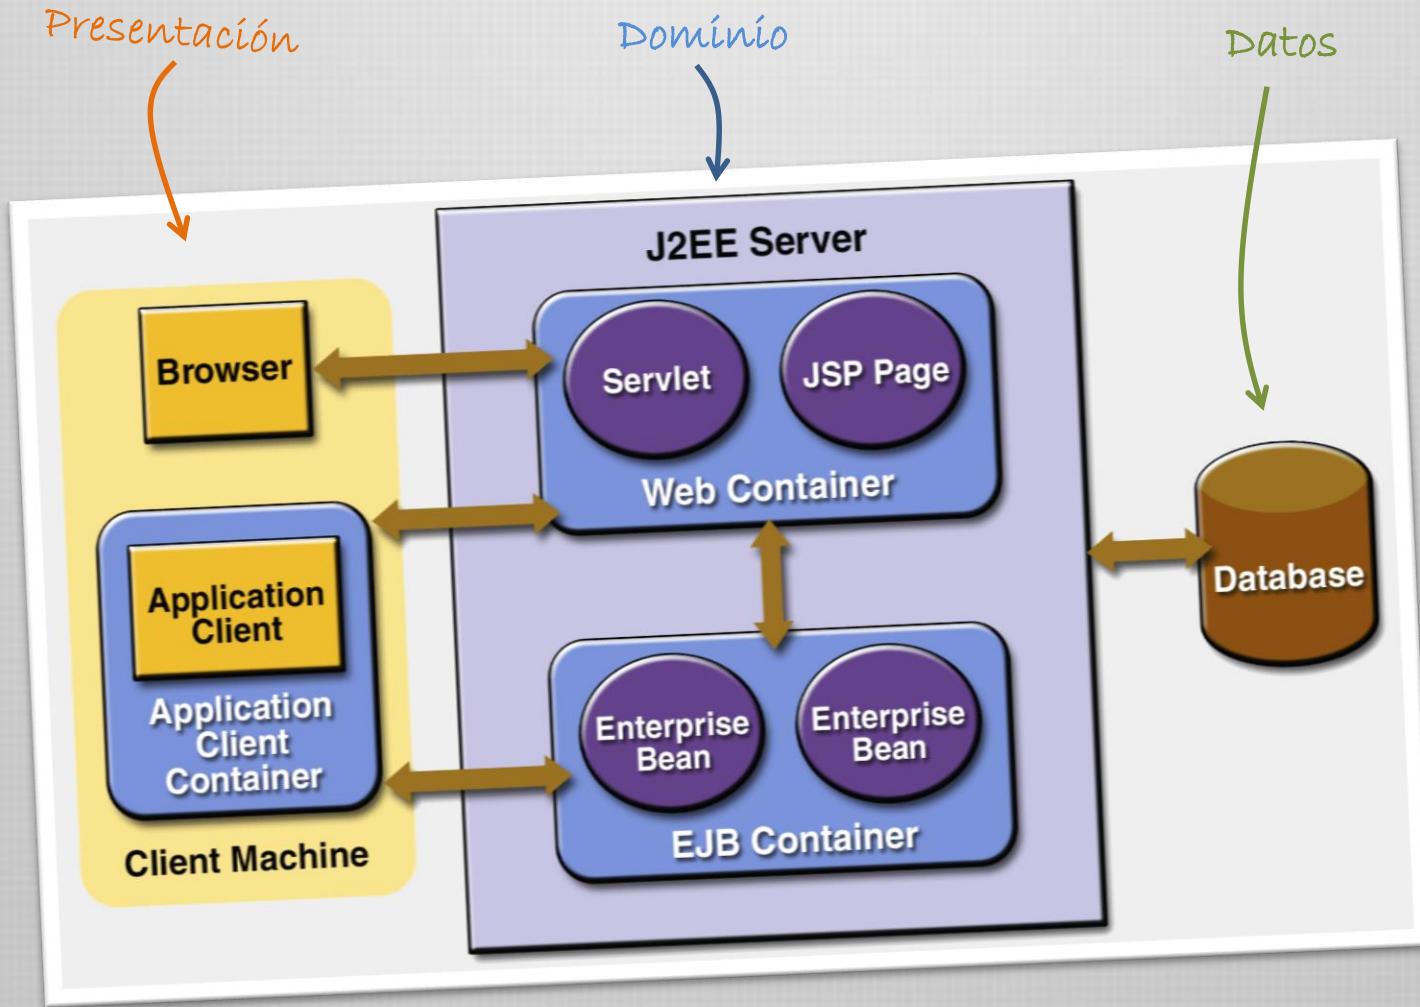 Presentación
Dominio
Datos
J2EE Server
Browser
Servlet
JSP Page
Web Container
Application
Client
Application
Client
Container
Client Machine
Enterprise
Bean
Enterprise
Bean
EJB Container
Database